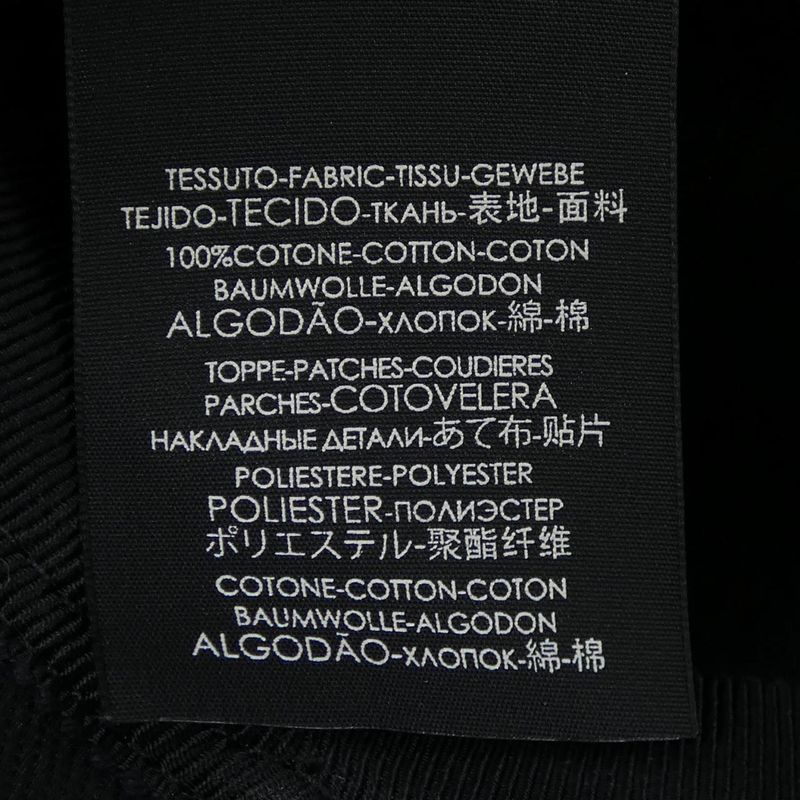 TESSUTO-FABRIC-TISSU-GEWEBE
TEJIDO-TECIDO-ТКАНЬ-表地-面料
100%COTONE-COTTON-COTON
BAUMWOLLE-ALGODON
ALGODÃO-ХЛОПОК-綿-棉
TOPPE-PATCHES-COUDIERES
PARCHES-COTOVELERA
НАКЛАДНЫЕ ДЕТАЛИ-あて布-贴片
POLIESTERE-POLYESTER
POLIESTER-ПОЛИЭСТЕР
ポリエステル-聚酯纤维
COTONE-COTTON-COTON
BAUMWOLLE-ALGODON
ALGODÃO-ХЛОПОК-綿-棉